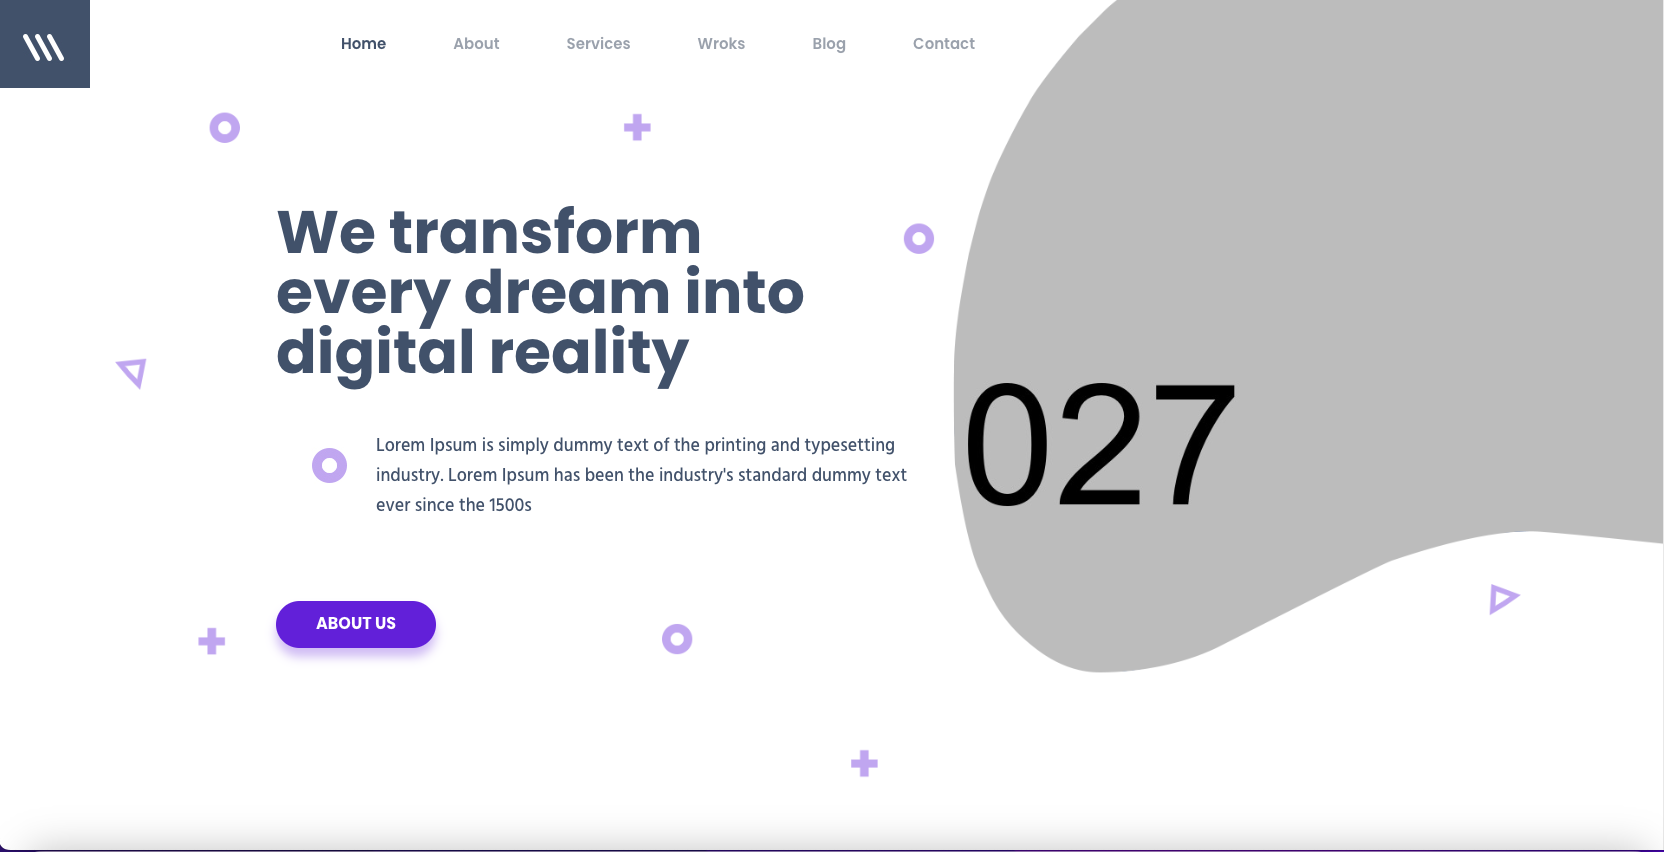 Home About Services Wroks Blog Contact
We transform
every dream into
digital reality
Lorem Ipsum is simply dummy text of the printing and typesetting
industry. Lorem Ipsum has been the industry's standard dummy text
ever since the 1500s
027
ABOUT US